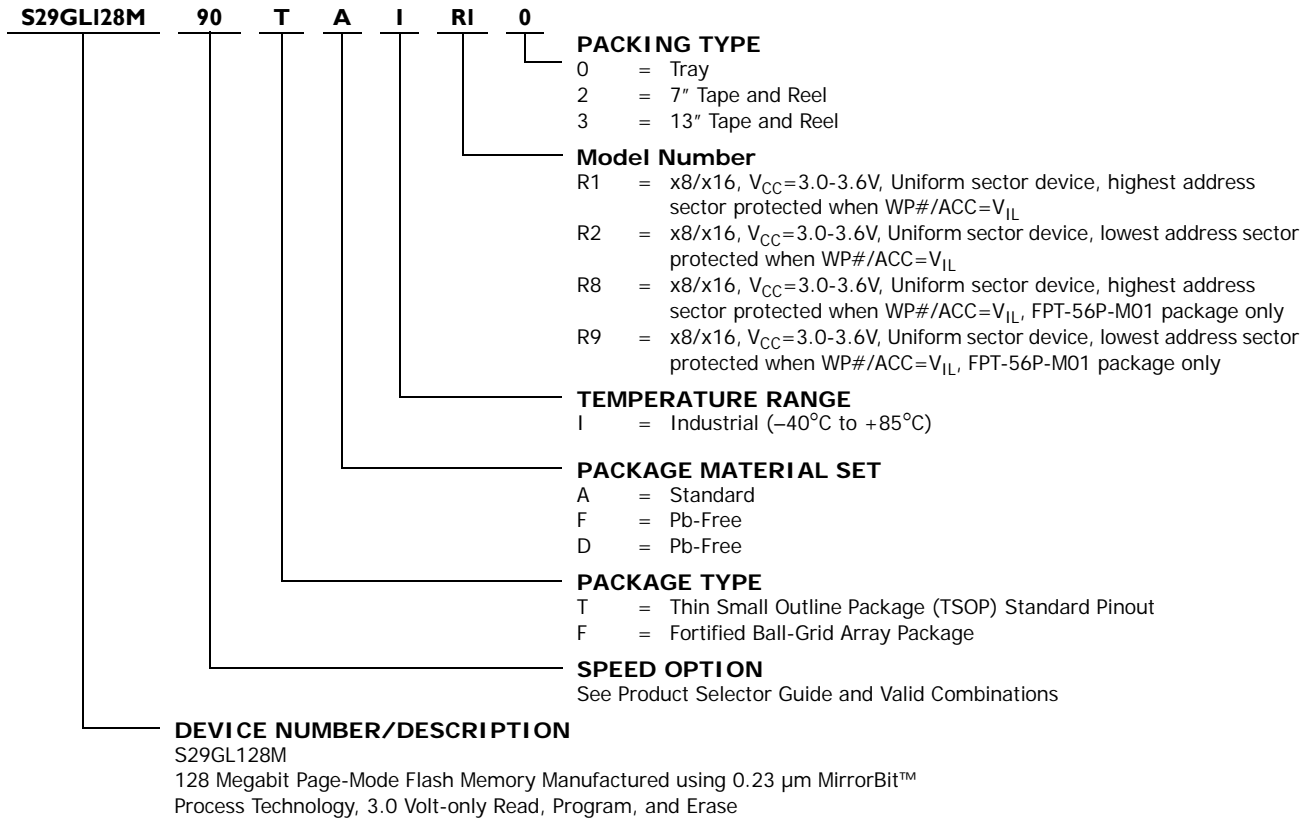 S29GL128M 90 T A I R1 0
PACKING TYPE
0 = Tray
2 = 7″ Tape and Reel
3 = 13″ Tape and Reel
Model Number
R1 = x8/x16, VCC=3.0-3.6V, Uniform sector device, highest address
sector protected when WP#/ACC=VIL
R2 = x8/x16, VCC=3.0-3.6V, Uniform sector device, lowest address sector
protected when WP#/ACC=VIL
R8 = x8/x16, VCC=3.0-3.6V, Uniform sector device, highest address
sector protected when WP#/ACC=VIL, FPT-56P-M01 package only
R9 = x8/x16, VCC=3.0-3.6V, Uniform sector device, lowest address sector
protected when WP#/ACC=VIL, FPT-56P-M01 package only
TEMPERATURE RANGE
I = Industrial (–40°C to +85°C)
PACKAGE MATERIAL SET
A = Standard
F = Pb-Free
D = Pb-Free
PACKAGE TYPE
T = Thin Small Outline Package (TSOP) Standard Pinout
F = Fortified Ball-Grid Array Package
SPEED OPTION
See Product Selector Guide and Valid Combinations
DEVICE NUMBER/DESCRIPTION
S29GL128M
128 Megabit Page-Mode Flash Memory Manufactured using 0.23 µm MirrorBit™
Process Technology, 3.0 Volt-only Read, Program, and Erase